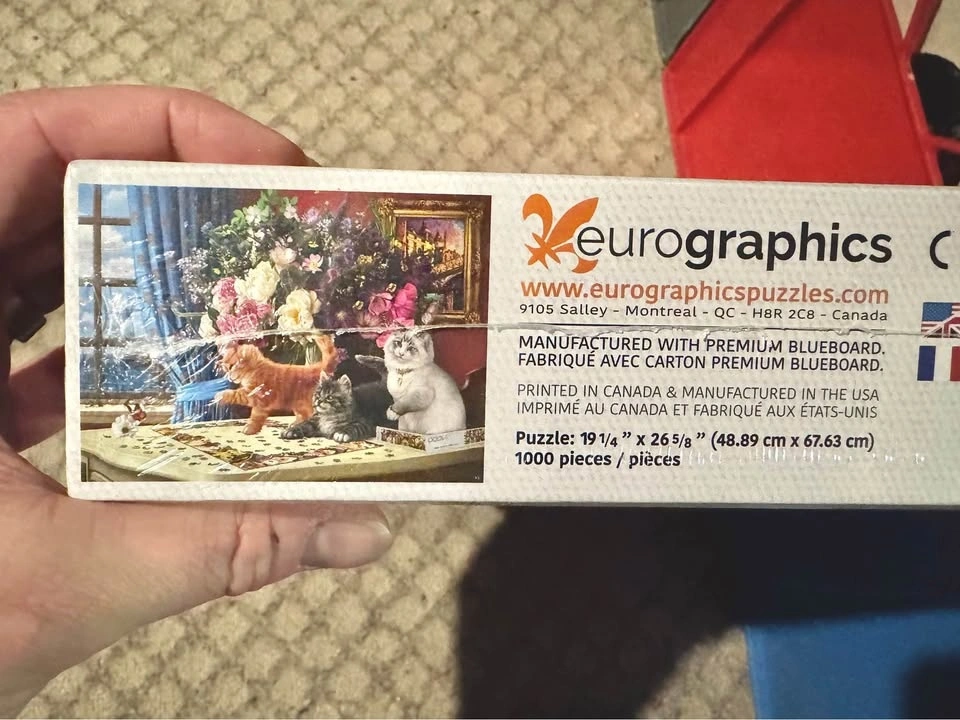 eurographics
www.eurographicspuzzles.com
9105 Salley - Montreal - QC - H8R 2C8 - Canada
MANUFACTURED WITH PREMIUM BLUEBOARD.
FABRIQUÉ AVEC CARTON PREMIUM BLUEBOARD.
PRINTED IN CANADA & MANUFACTURED IN THE USA
IMPRIMÉ AU CANADA ET FABRIQUÉ AUX ÉTATS-UNIS
Puzzle: 19 1/4 " x 26 5/8 " (48.89 cm x 67.63 cm)
1000 pieces / pièces